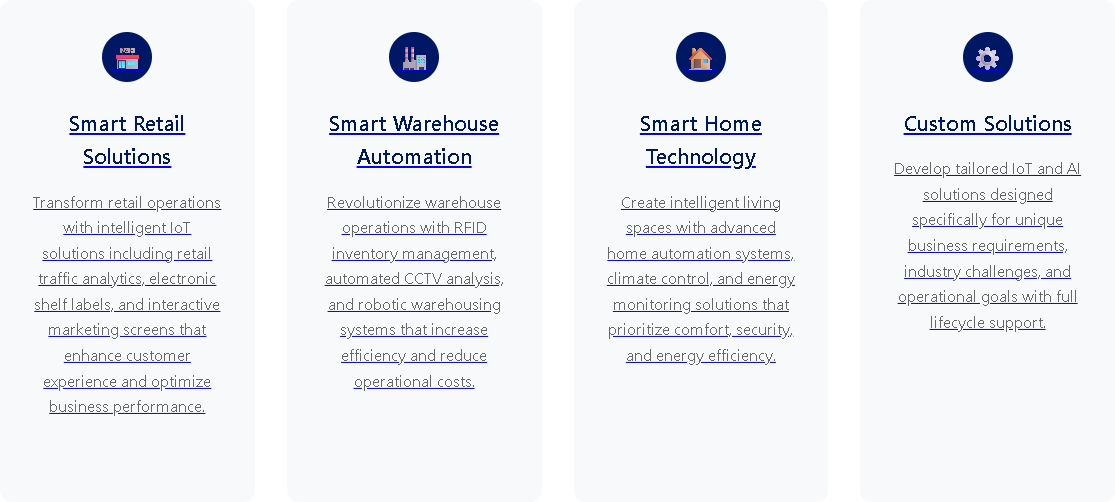 Smart Retail
Solutions
Transform retail operations
with intelligent IoT
solutions including retail
traffic analytics, electronic
shelf labels, and interactive
marketing screens that
enhance customer
experience and optimize
business performance.
Smart Warehouse
Automation
Revolutionize warehouse
operations with RFID
inventory management,
automated CCTV analysis,
and robotic warehousing
systems that increase
efficiency and reduce
operational costs.
Smart Home
Technology
Create intelligent living
spaces with advanced
home automation systems,
climate control, and energy
monitoring solutions that
prioritize comfort, security,
and energy efficiency.
Custom Solutions
Develop tailored IoT and AI
solutions designed
specifically for unique
business requirements,
industry challenges, and
operational goals with full
lifecycle support.